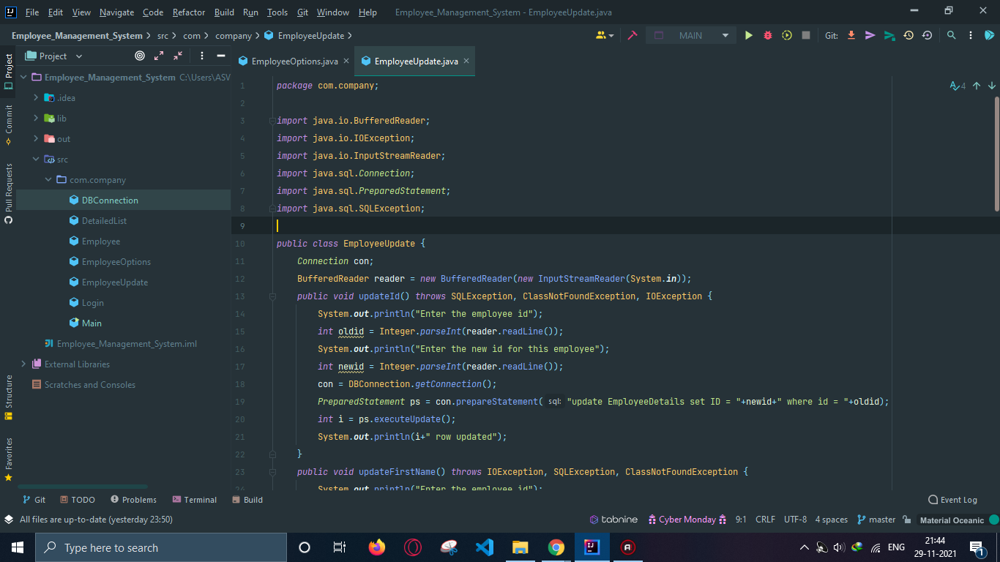 File Edit View Navigate Code Refactor Build Run Tools Git Window Help Employee_Management_System - EmployeeUpdate.java
Employee_Management_System src com company EmployeeUpdate MAIN Git:
Project
EmployeeOptions.java EmployeeUpdate.java
Project
Commit
Pull Requests
Structure
Favorites
Employee_Management_System C:\Users\ASV
.idea
lib
out
src
com.company
DBConnection
DetailedList
Employee
EmployeeOptions
EmployeeUpdate
Login
Main
Employee_Management_System.iml
External Libraries
Scratches and Consoles
4
1 package com.company;
2
3 import java.io.BufferedReader;
4 import java.io.IOException;
5 import java.io.InputStreamReader;
6 import java.sql.Connection;
7 import java.sql.PreparedStatement;
8 import java.sql.SQLException;
9
10 public class EmployeeUpdate {
11 Connection con;
12 BufferedReader reader = new BufferedReader(new InputStreamReader(System.in));
13 public void updateId() throws SQLException, ClassNotFoundException, IOException {
14 System.out.println("Enter the employee id");
15 int oldid = Integer.parseInt(reader.readLine());
16 System.out.println("Enter the new id for this employee");
17 int newid = Integer.parseInt(reader.readLine());
18 con = DBConnection.getConnection();
19 PreparedStatement ps = con.prepareStatement( sql: "update EmployeeDetails set ID = "+newid+" where id = "+oldid);
20 int i = ps.executeUpdate();
21 System.out.println(i+" row updated");
22 }
23 public void updateFirstName() throws IOException, SQLException, ClassNotFoundException {
24 System.out.println("Enter the employee id");
Git TODO Problems Terminal Build Event Log
All files are up-to-date (yesterday 23:50) tabnine Cyber Monday 9:1 CRLF UTF-8 4 spaces master Material Oceanic
Type here to search ENG 21:44
29-11-2021 1